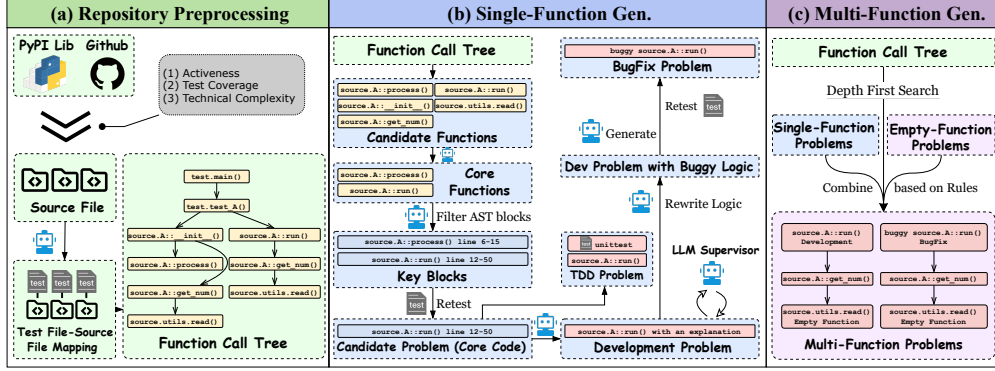 (a) Repository Preprocessing
PyPI Lib
Github
(1) Activeness
(2) Test Coverage
(3) Technical Complexity
Source File
test
test
test
Test File-Source
File Mapping
test.main()
test.test_A()
source.A::__init__()
source.A::run()
source.A::process()
source.A::get_num()
source.A::get_num()
source.utils.read()
source.utils.read()
Function Call Tree
(b) Single-Function Gen.
Function Call Tree
source.A::process()
source.A::run()
source.A::__init__()
source.utils.read()
source.A::get_num()
Candidate Functions
source.A::process()
source.A::run()
Core
Functions
Filter AST blocks
source.A::process() line 6-15
source.A::run() line 12-50
Key Blocks
test
Retest
source.A::run() line 12-50
Candidate Problem (Core Code)
buggy source.A::run()
BugFix Problem
Retest
test
Generate
Dev Problem with Buggy Logic
Rewrite Logic
test
unittest
source.A::run()
TDD Problem
LLM Supervisor
source.A::run() with an explanation
Development Problem
(c) Multi-Function Gen.
Function Call Tree
Depth First Search
Single-Function
Problems
Empty-Function
Problems
Combine
based on Rules
source.A::run()
Development
buggy source.A::run()
BugFix
source.A::get_num()
source.A::get_num()
source.utils.read()
Empty Function
source.utils.read()
Empty Function
Multi-Function Problems